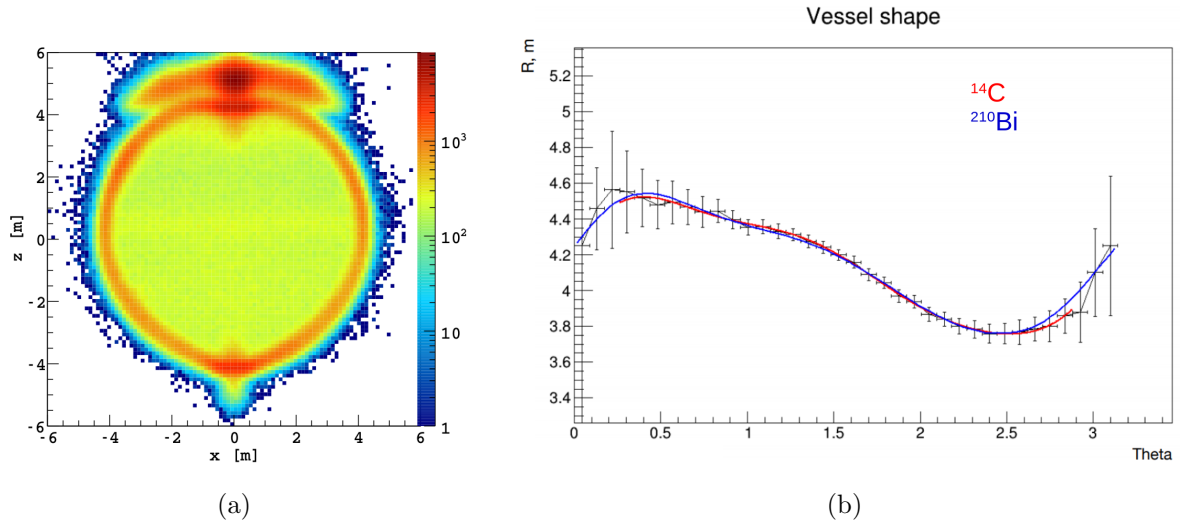 Vessel shape
6
4
2
0
-2
-4
-6
z [m]
-6 -4 -2 0 2 4 6
x [m]
10³
10²
10
1
R, m
5.2
5
4.8
4.6
4.4
4.2
4
3.8
3.6
3.4
¹⁴C
²¹⁰Bi
0 0.5 1 1.5 2 2.5 3
Theta
(a)
(b)